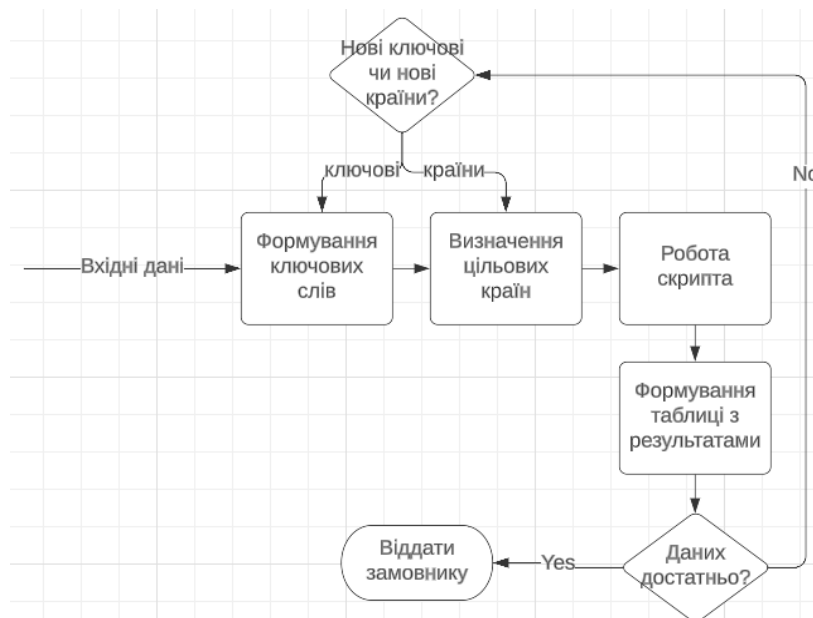 Нові ключові
чи нові
країни?
ключові
країни
No
Вхідні дані
Формування
ключових
слів
Визначення
цільових
країн
Робота
скрипта
Формування
таблиці з
результатами
Віддати
замовнику
Yes
Даних
достатньо?